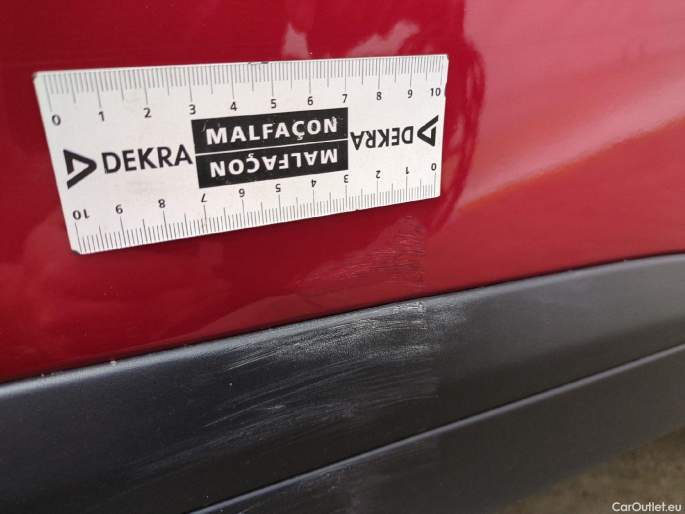 0 1 2 3 4 5 6 7 8 9 10
DEKRA MALFAÇON DEKRA
MALFAÇON
10 9 8 7 6 5 4 3 2 1 0
CarOutlet.eu